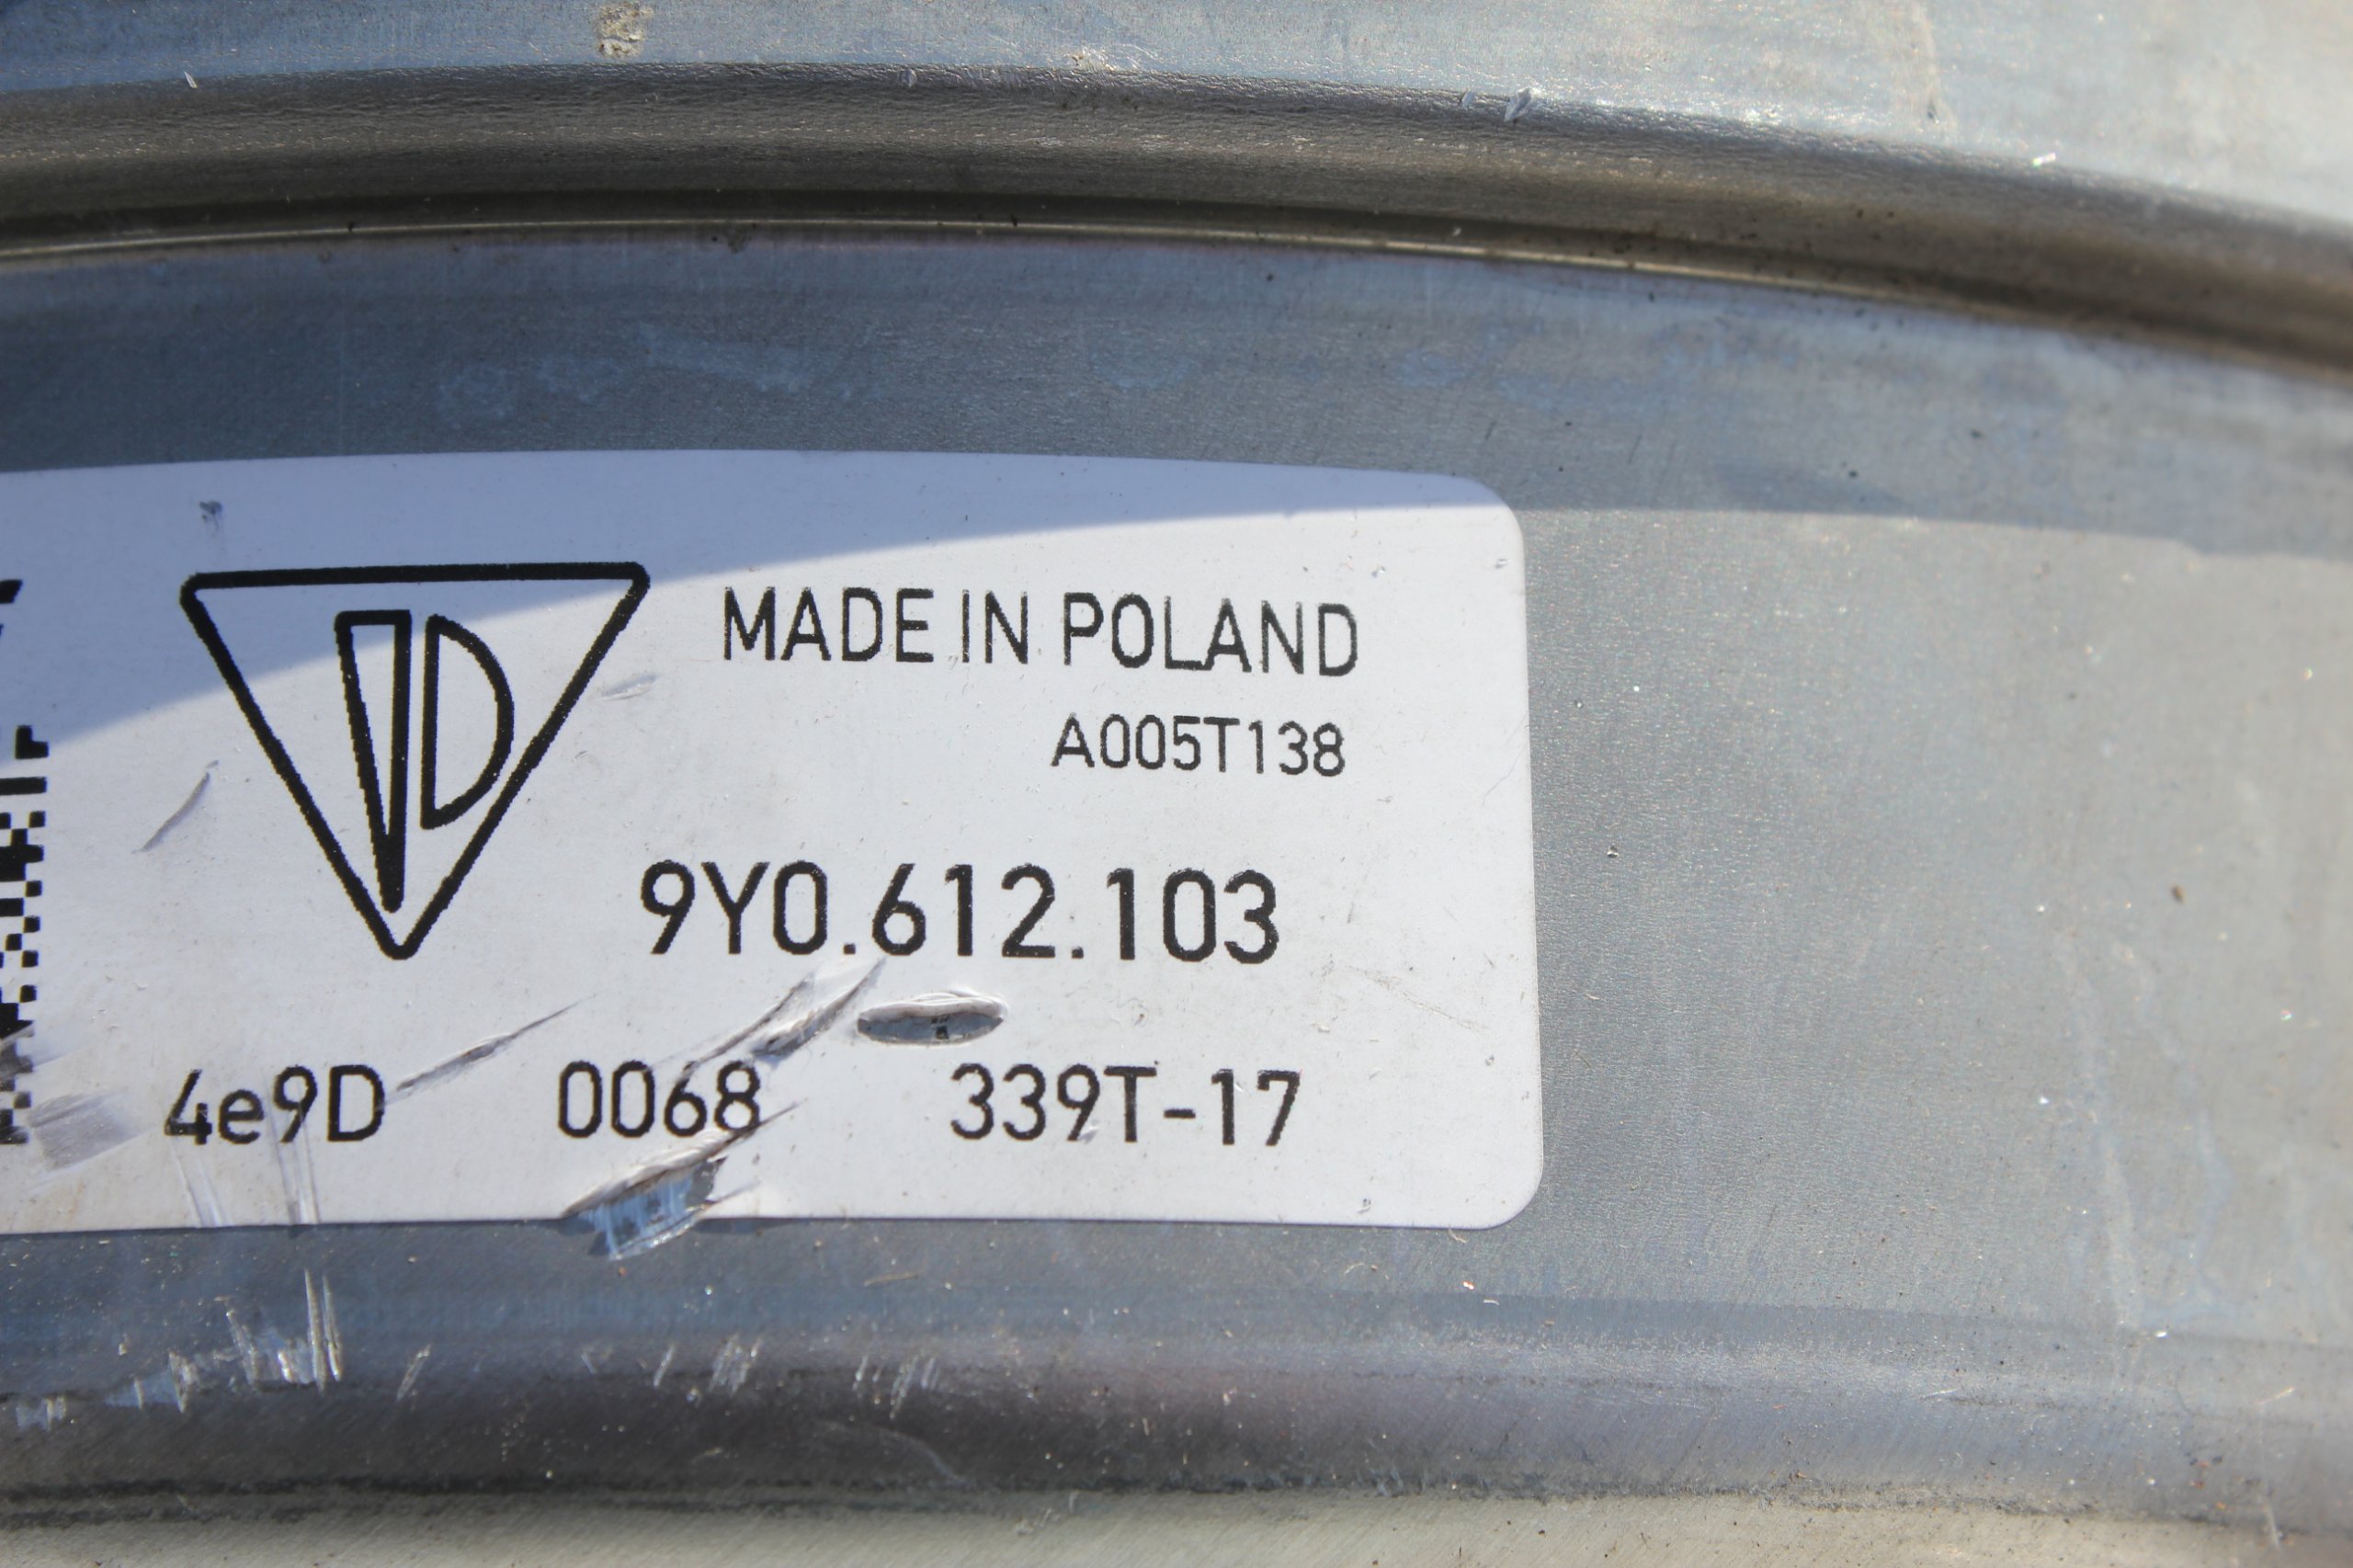 MADE IN POLAND
A005T138
9Y0.612.103
4e9D 0068 339T-17